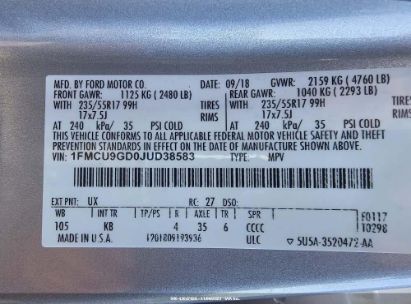 MFD. BY FORD MOTOR CO.
09/18 GVWR: 2159 KG ( 4760 LB)
FRONT GAWR: 1125 KG ( 2480 LB) REAR GAWR: 1040 KG ( 2293 LB)
WITH 235/55R17 99H TIRES WITH 235/55R17 99H TIRES
17x7.5J RIMS 17x7.5J RIMS
AT 240 kPa/ 35 PSI COLD AT 240 kPa/ 35 PSI COLD
THIS VEHICLE CONFORMS TO ALL APPLICABLE FEDERAL MOTOR VEHICLE SAFETY AND THEFT
PREVENTION STANDARDS IN EFFECT ON THE DATE OF MANUFACTURE SHOWN ABOVE.
VIN: 1FMCU9GD0JUD38583 TYPE: MPV
EXT PNT: UX RC: 27 DSO:
WB INT TR TP/PS R AXLE TR SPR F0117
105 KB 4 35 6 CCCC T0298
MADE IN U.S.A. ULC 5U5A-3520472-AA